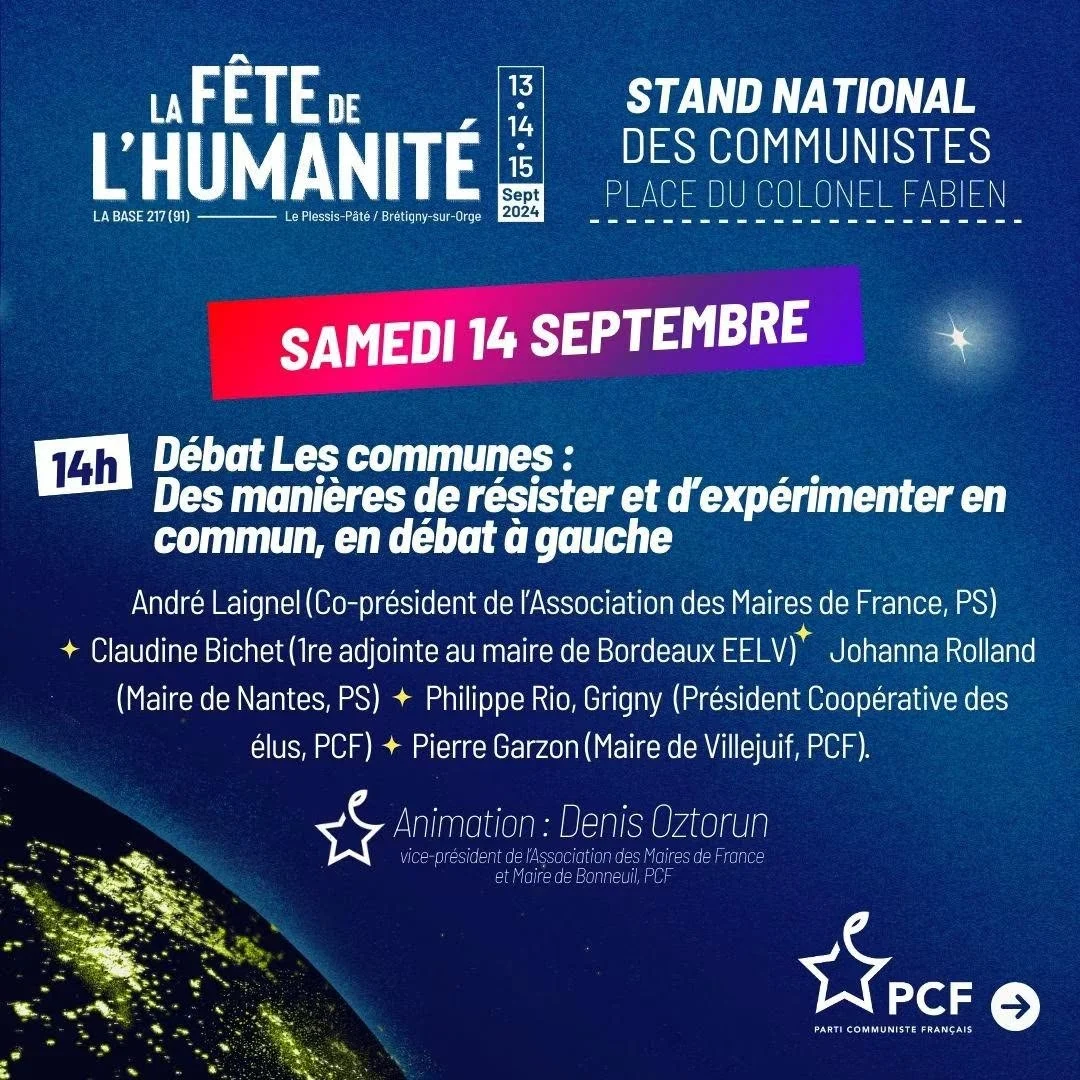 LA FÊTE DE
L'HUMANITÉ
LA BASE 217 (91) Le Plessis-Pâté / Brétigny-sur-Orge
13
•
14
•
15
Sept
2024
STAND NATIONAL
DES COMMUNISTES
PLACE DU COLONEL FABIEN
SAMEDI 14 SEPTEMBRE
14h
Débat Les communes :
Des manières de résister et d'expérimenter en
commun, en débat à gauche
André Laignel (Co-président de l'Association des Maires de France, PS)
Claudine Bichet (1re adjointe au maire de Bordeaux EELV) Johanna Rolland
(Maire de Nantes, PS) Philippe Rio, Grigny (Président Coopérative des
élus, PCF) Pierre Garzon (Maire de Villejuif, PCF).
Animation : Denis Oztorun
vice-président de l'Association des Maires de France
et Maire de Bonneuil, PCF
PCF
PARTI COMMUNISTE FRANÇAIS